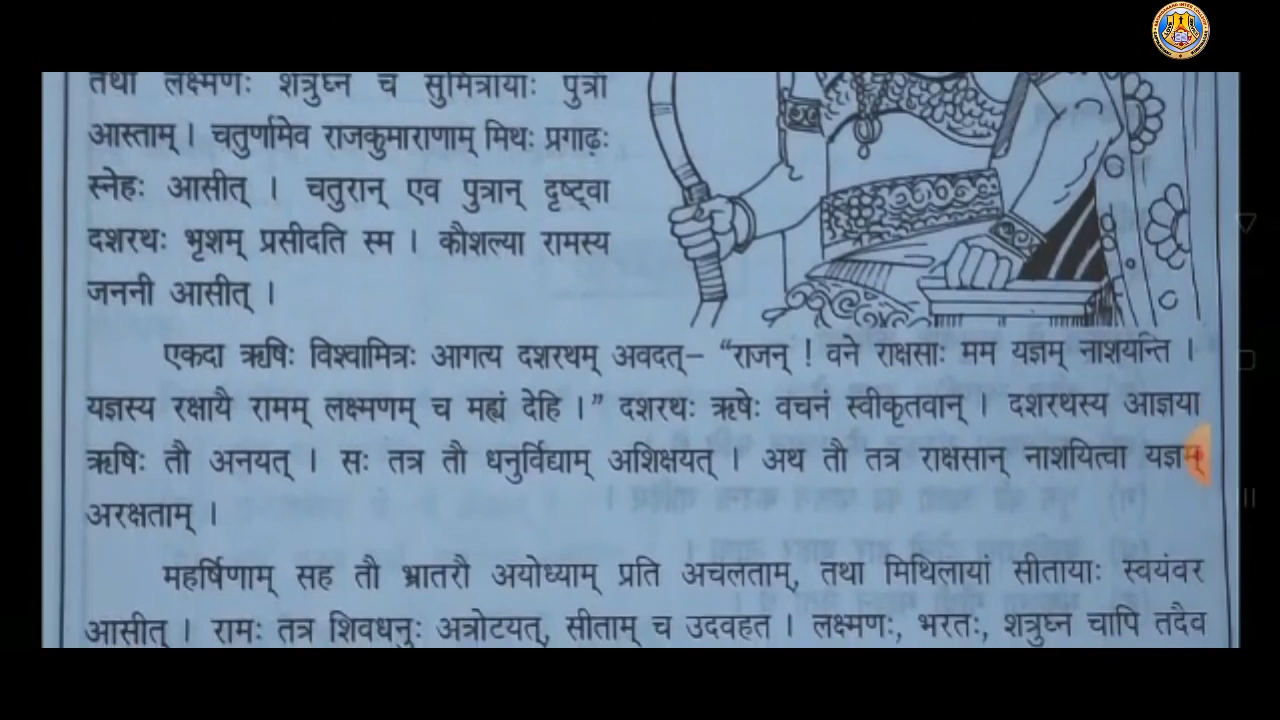 तथा लक्ष्मणः शत्रुघ्न च सुमित्रायाः पुत्रौ
आस्ताम् । चतुर्णामेव राजकुमाराणाम् मिथः प्रगाढ़ः
स्नेहः आसीत् । चतुरान् एव पुत्रान् दृष्ट्वा
दशरथः भृशम् प्रसीदति स्म । कौशल्या रामस्य
जननी आसीत् ।
एकदा ऋषिः विश्वामित्रः आगत्य दशरथम् अवदत्– “राजन् ! वने राक्षसाः मम यज्ञम् नाशयन्ति ।
यज्ञस्य रक्षायै रामम् लक्ष्मणम् च मह्यं देहि ।” दशरथः ऋषेः वचनं स्वीकृतवान् । दशरथस्य आज्ञया
ऋषिः तौ अनयत् । सः तत्र तौ धनुर्विद्याम् अशिक्षयत् । अथ तौ तत्र राक्षसान् नाशयित्वा यज्ञम्
अरक्षताम् ।
महर्षिणाम् सह तौ भ्रातरौ अयोध्याम् प्रति अचलताम्, तथा मिथिलायां सीतायाः स्वयंवर
आसीत् । रामः तत्र शिवधनुः अत्रोटयत्, सीताम् च उदवहत । लक्ष्मणः, भरतः, शत्रुघ्न चापि तदैव